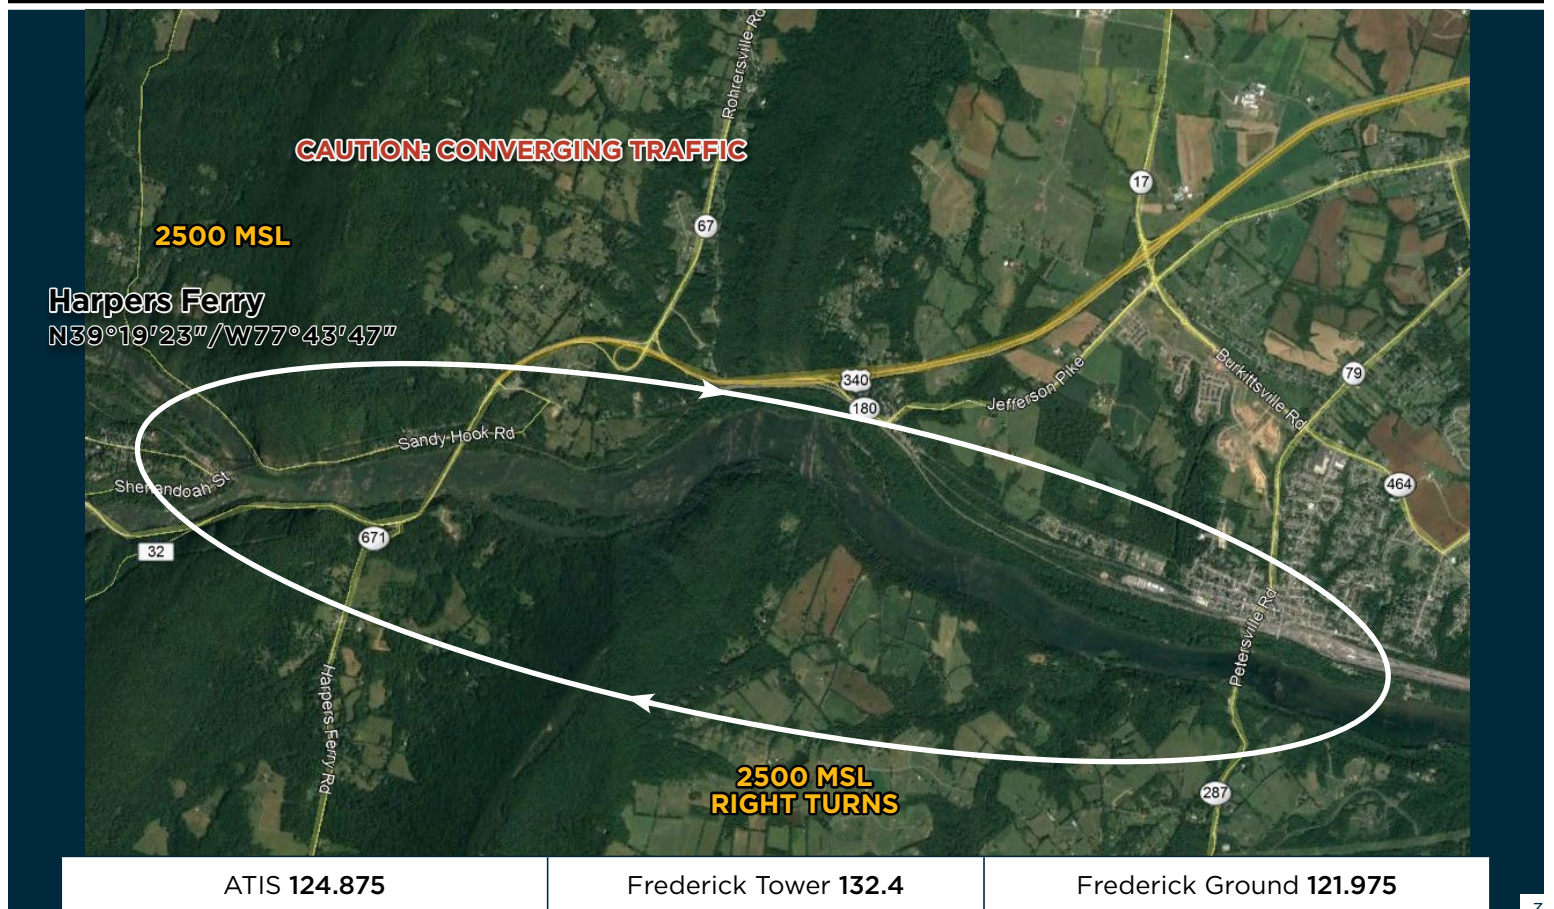 Rohrersville Rd
CAUTION: CONVERGING TRAFFIC
17
67
2500 MSL
Harpers Ferry
N39°19'23"/W77°43'47"
340
180
Jefferson Pike
Burkittsville Rd
79
Sandy Hook Rd
Shenandoah St
464
32
671
Petersville Rd
Harpers Ferry Rd
2500 MSL
RIGHT TURNS
287
ATIS 124.875
Frederick Tower 132.4
Frederick Ground 121.975